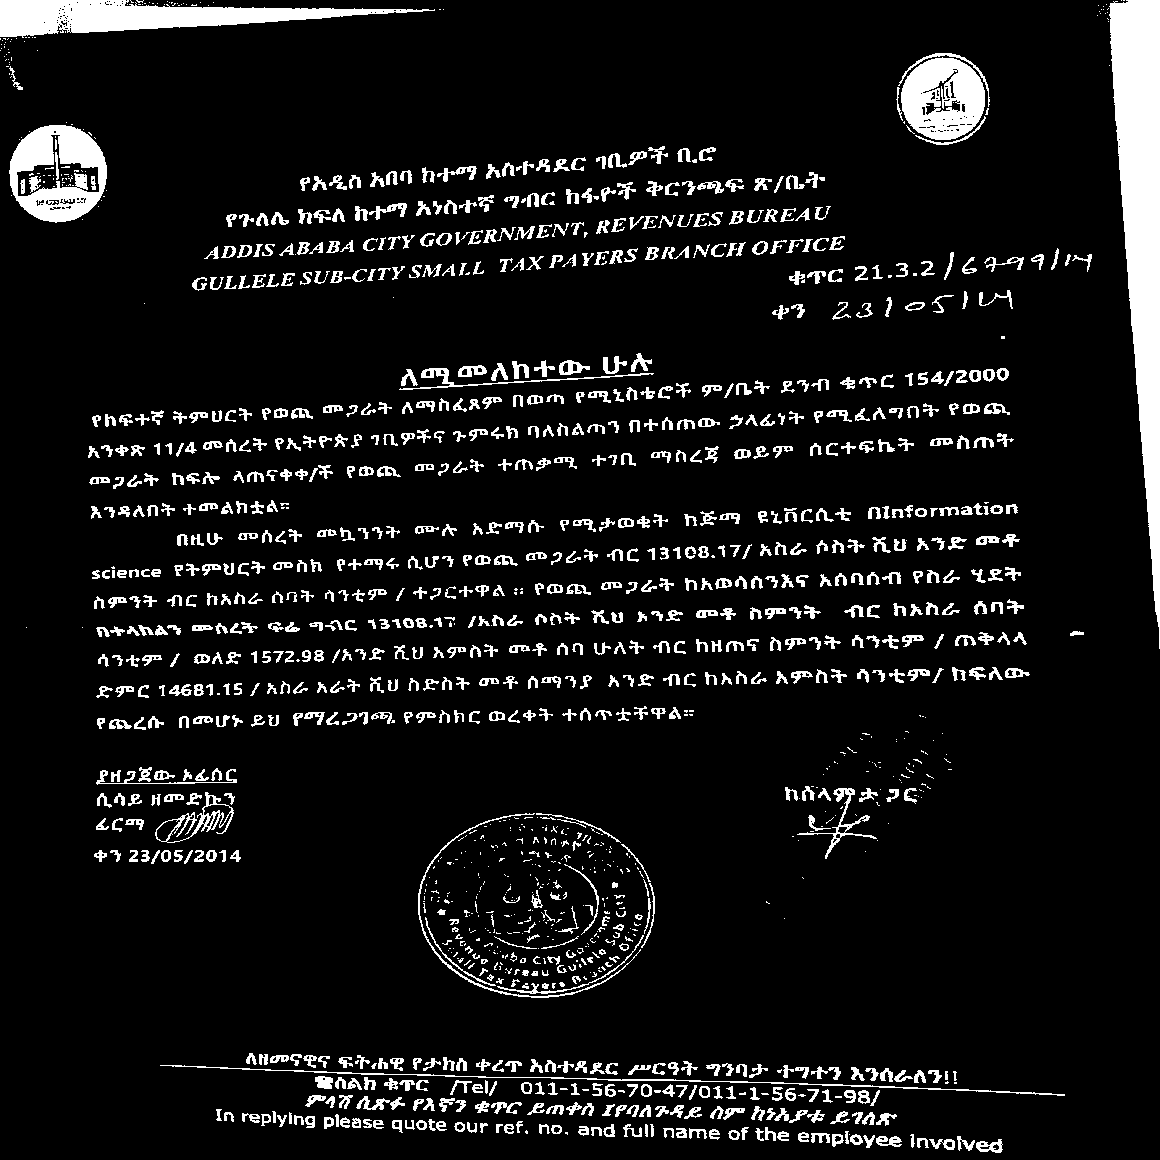 የአዲስ አበባ ከተማ አስተዳደር ገቢዎች ቢሮ
የጉለሌ ክፍለ ከተማ አነስተኛ ግብር ከፋዮች ቅርንጫፍ ጽ/ቤት
ADDIS ABABA CITY GOVERNMENT, REVENUES BUREAU
GULLELE SUB-CITY SMALL TAX PAYERS BRANCH OFFICE
ቁጥር 21.3.2/6799/14
ቀን 23/05/14
ለሚመለከተው ሁሉ
የከፍተኛ ትምህርት የወጪ መጋራት ለማስፈጸም በወጣ የሚኒስቴሮች ም/ቤት ደንብ ቁጥር 154/2000
አንቀጽ 11/4 መሰረት የኢትዮጵያ ገቢዎችና ጉምሩክ ባለስልጣን በተሰጠው ኃላፊነት የሚፈለግበት የወጪ
መጋራት ከፍሎ ላጠናቀቀ/ች የወጪ መጋራት ተጠቃሚ ተገቢ ማስረጃ ወይም ሰርተፍኬት መስጠት
እንዳለበት ተመልክቷል።
በዚሁ መሰረት መኳንንት ሙሉ አድማሱ የሚታወቁት ከጅማ ዩኒቨርሲቲ በInformation
science የትምህርት መስክ የተማሩ ሲሆን የወጪ መጋራት ብር 13108.17/ አስራ ሶስት ሺህ አንድ መቶ
ስምንት ብር ከአስራ ሰባት ሳንቲም / ተጋርተዋል ። የወጪ መጋራት ከአወሳሰንእና አሰባሰብ የስራ ሂደት
በተላከልን መሰረት ፍሬ ግብር 13108.17 /አስራ ሶስት ሺህ አንድ መቶ ስምንት ብር ከአስራ ሰባት
ሳንቲም / ወለድ 1572.98 /አንድ ሺህ አምስት መቶ ሰባ ሁለት ብር ከዘጠና ስምንት ሳንቲም / ጠቅላላ
ድምር 14681.15 / አስራ አራት ሺህ ስድስት መቶ ሰማንያ አንድ ብር ከአስራ አምስት ሳንቲም/ ከፍለው
የጨረሱ በመሆኑ ይህ የማረጋገጫ የምስክር ወረቀት ተሰጥቷቸዋል።
ያዘጋጀው ኦፊሰር
ሲሳይ ዘመድኩን
ፊርማ
ቀን 23/05/2014
ከሰላምታ ጋር
Ababa City Government
Revenue Bureau Gullele Sub City
Small Tax Payers Branch Office
ለዘመናዊና ፍትሐዊ የታክስ ቀረጥ አስተዳደር ሥርዓት ግንባታ ተግተን እንሰራለን!!
☎ስልክ ቁጥር /Tel/ 011-1-56-70-47/011-1-56-71-98/
ምላሽ ሲጽፉ የእኛን ቁጥር ይጠቀሱ የባለጉዳይ ስም ከነአያቱ ይገለጽ
In replying please quote our ref. no. and full name of the employee involved